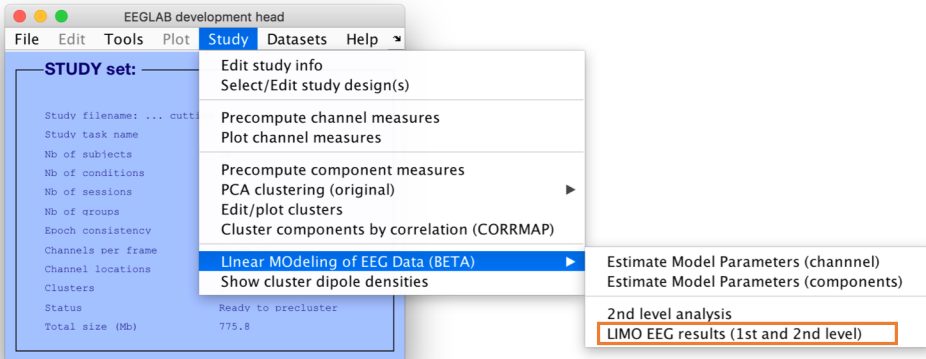 EEGLAB development head
File Edit Tools Plot Study Datasets Help
STUDY set:
Study filename: ... cutti
Study task name
Nb of subjects
Nb of conditions
Nb of sessions
Nb of groups
Epoch consistency
Channels per frame
Channel locations
Clusters
Status Ready to precluster
Total size (Mb) 775.8
Edit study info
Select/Edit study design(s)
Precompute channel measures
Plot channel measures
Precompute component measures
PCA clustering (original)
Edit/plot clusters
Cluster components by correlation (CORRMAP)
LInear MOdeling of EEG Data (BETA)
Show cluster dipole densities
Estimate Model Parameters (channnel)
Estimate Model Parameters (components)
2nd level analysis
LIMO EEG results (1st and 2nd level)